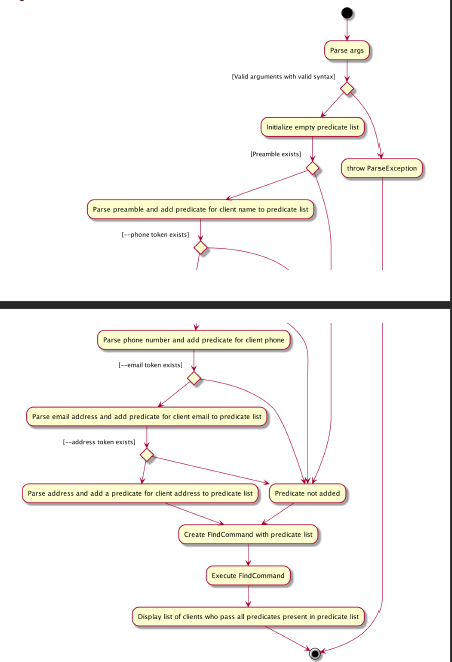 Parse args
[Valid arguments with valid syntax]
Initialize empty predicate list
[Preamble exists]
throw ParseException
Parse preamble and add predicate for client name to predicate list
[--phone token exists]
Parse phone number and add predicate for client phone
[--email token exists]
Parse email address and add predicate for client email to predicate list
[--address token exists]
Parse address and add a predicate for client address to predicate list
Predicate not added
Create FindCommand with predicate list
Execute FindCommand
Display list of clients who pass all predicates present in predicate list